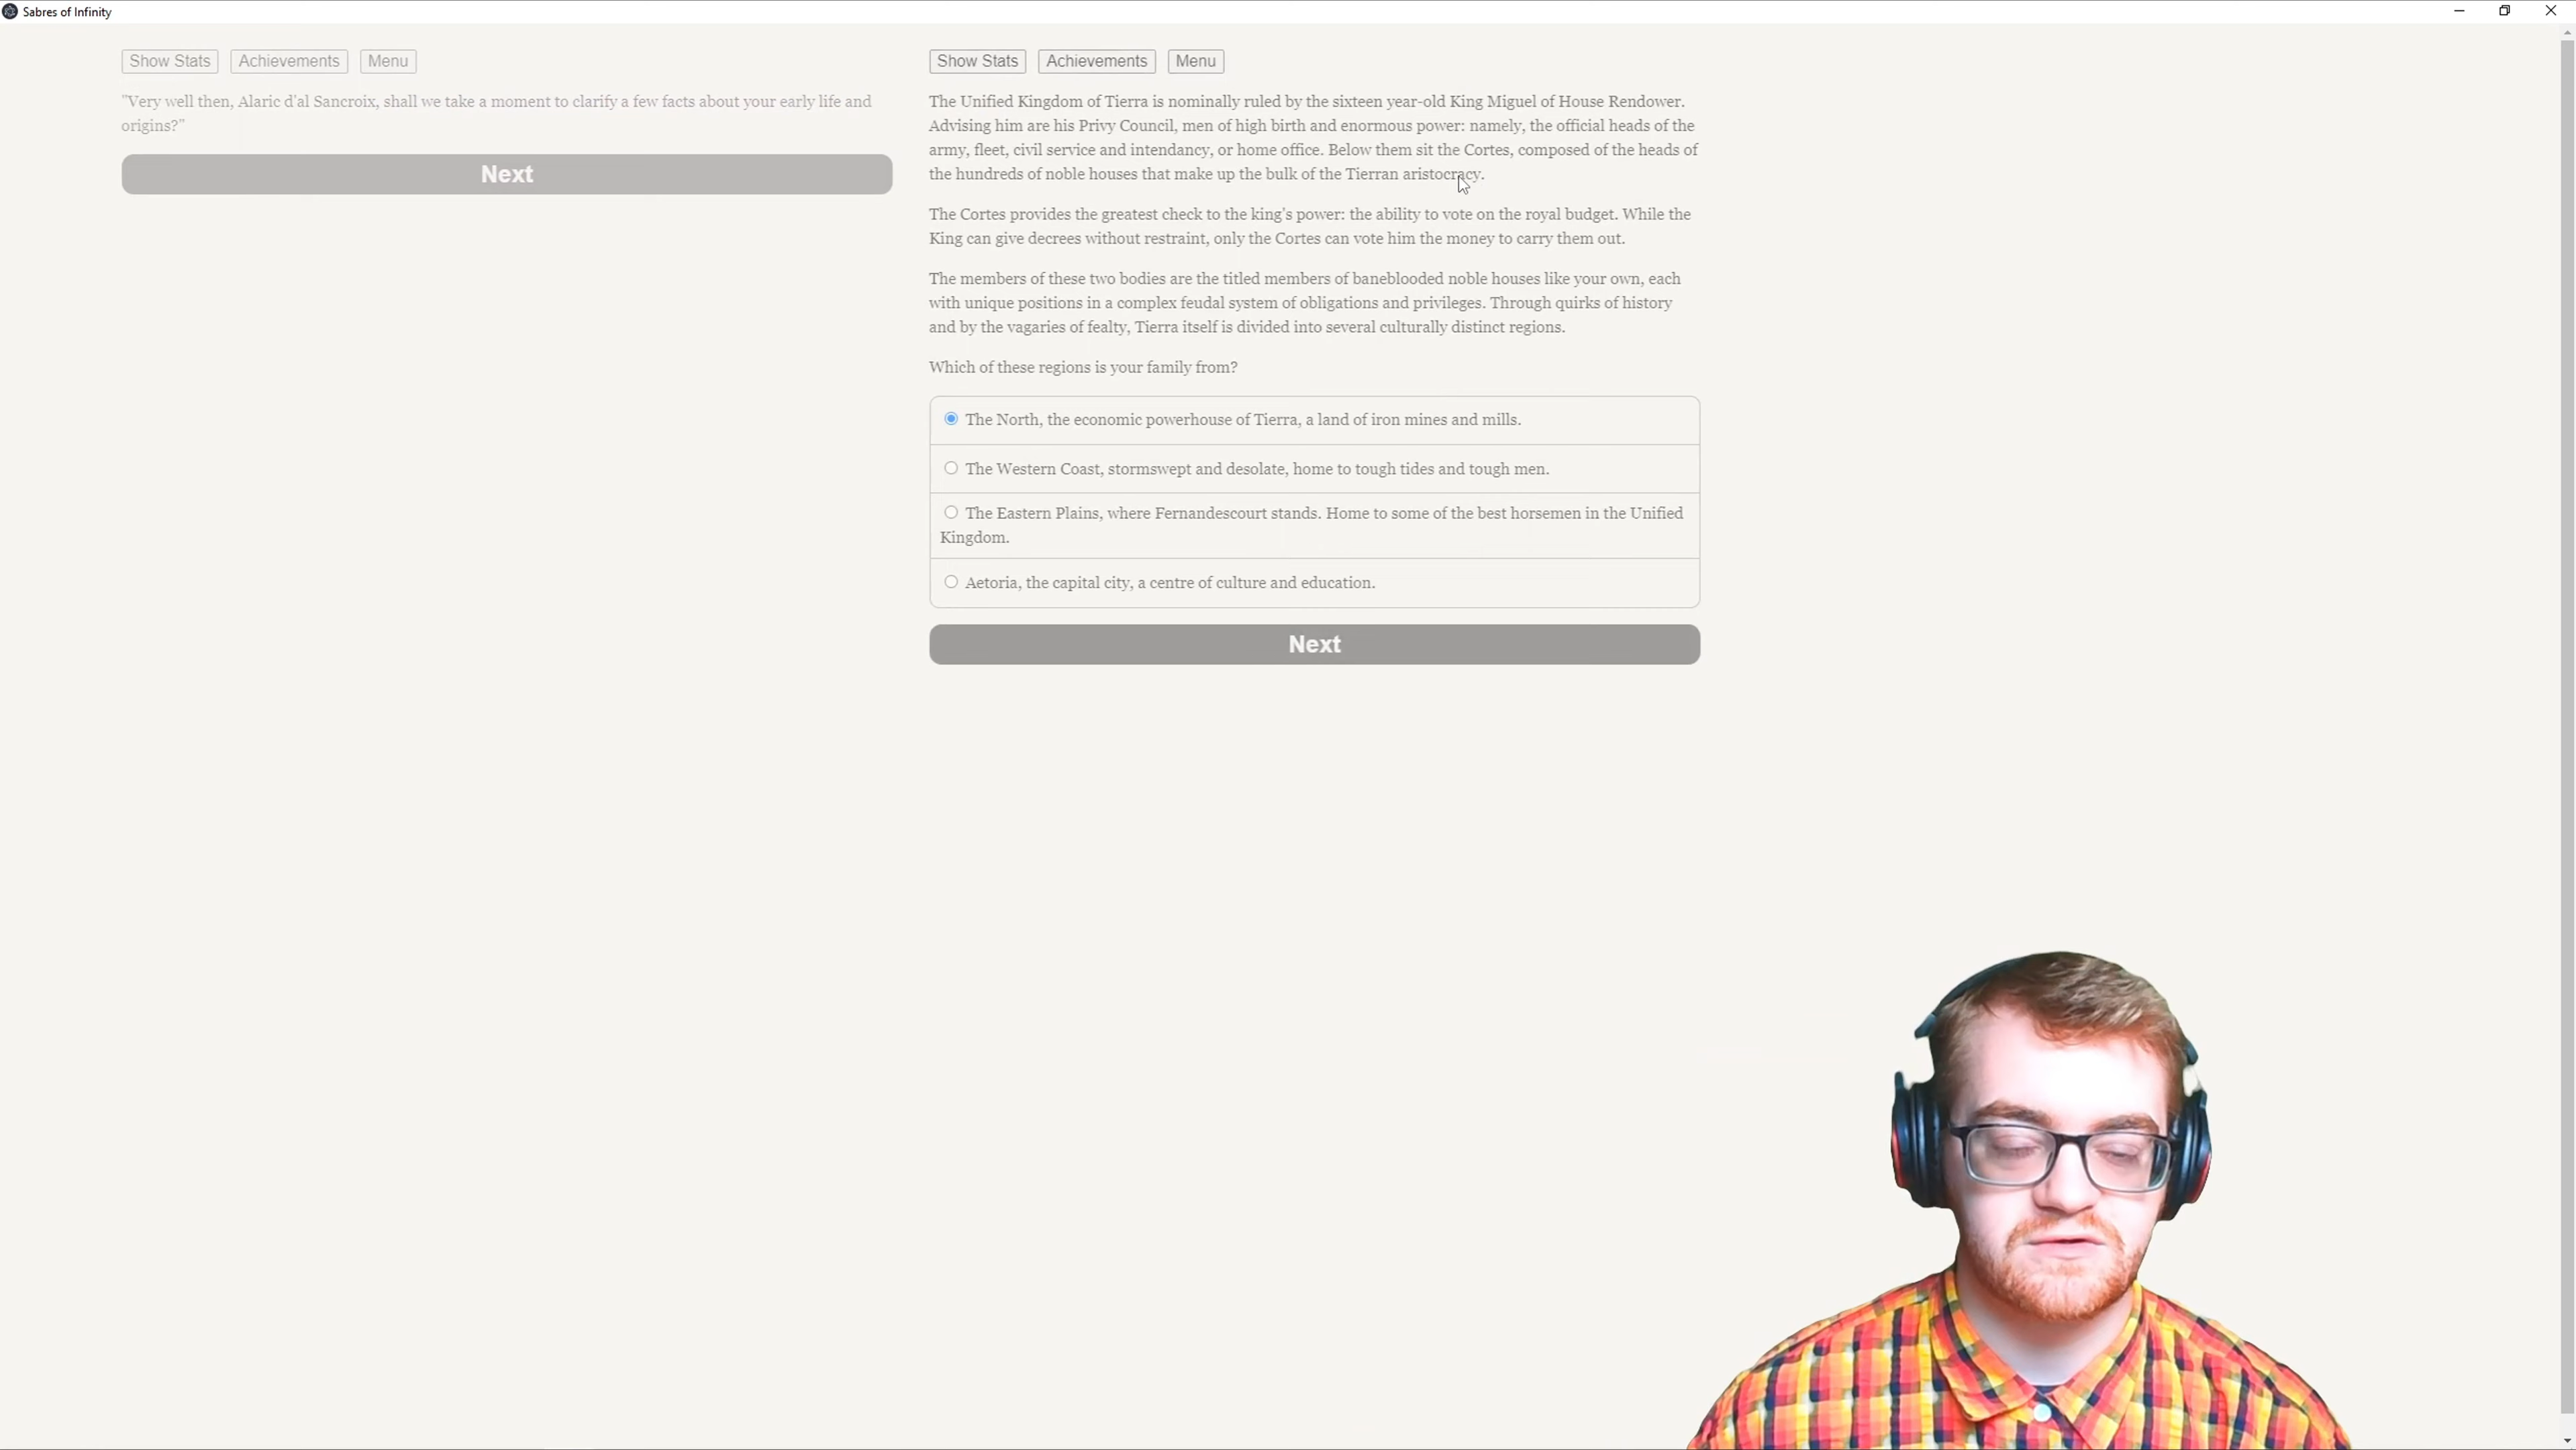 Sabres of Infinity
Show Stats Achievements Menu
"Very well then, Alaric d'al Sancroix, shall we take a moment to clarify a few facts about your early life and
origins?"
Next
Show Stats Achievements Menu
The Unified Kingdom of Tierra is nominally ruled by the sixteen year-old King Miguel of House Rendower.
Advising him are his Privy Council, men of high birth and enormous power: namely, the official heads of the
army, fleet, civil service and intendancy, or home office. Below them sit the Cortes, composed of the heads of
the hundreds of noble houses that make up the bulk of the Tierran aristocracy.
The Cortes provides the greatest check to the king's power: the ability to vote on the royal budget. While the
King can give decrees without restraint, only the Cortes can vote him the money to carry them out.
The members of these two bodies are the titled members of baneblooded noble houses like your own, each
with unique positions in a complex feudal system of obligations and privileges. Through quirks of history
and by the vagaries of fealty, Tierra itself is divided into several culturally distinct regions.
Which of these regions is your family from?
The North, the economic powerhouse of Tierra, a land of iron mines and mills.
The Western Coast, stormswept and desolate, home to tough tides and tough men.
The Eastern Plains, where Fernandescourt stands. Home to some of the best horsemen in the Unified
Kingdom.
Aetoria, the capital city, a centre of culture and education.
Next